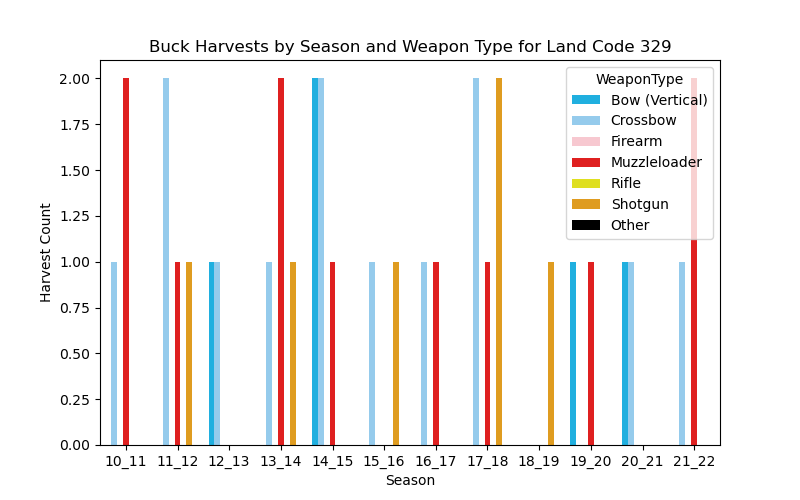 Buck Harvests by Season and Weapon Type for Land Code 329
WeaponType
Bow (Vertical)
Crossbow
Firearm
Muzzleloader
Rifle
Shotgun
Other
Harvest Count
2.00
1.75
1.50
1.25
1.00
0.75
0.50
0.25
0.00
10_11 11_12 12_13 13_14 14_15 15_16 16_17 17_18 18_19 19_20 20_21 21_22
Season